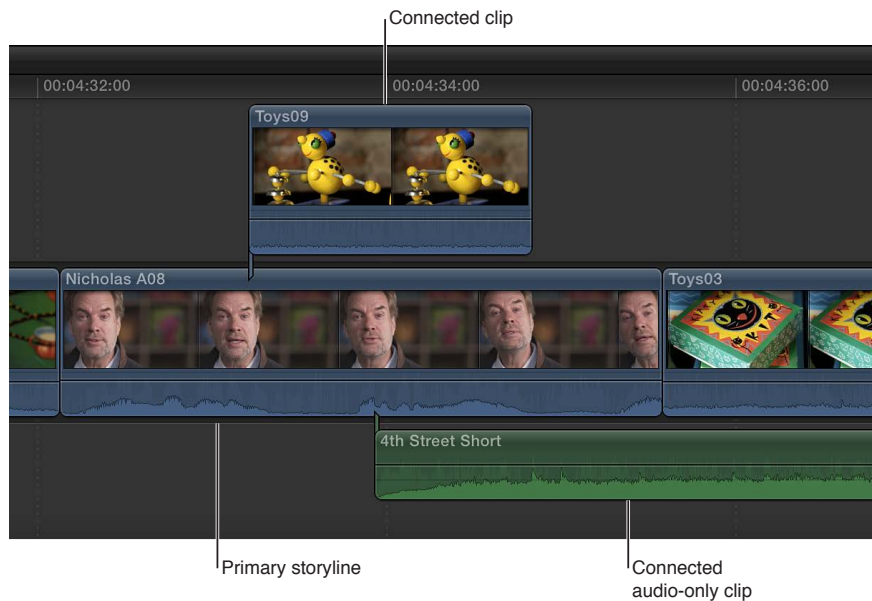 Connected clip
00:04:32:00
00:04:34:00
00:04:36:00
Toys09
Nicholas A08
Toys03
4th Street Short
Primary storyline
Connected
audio-only clip